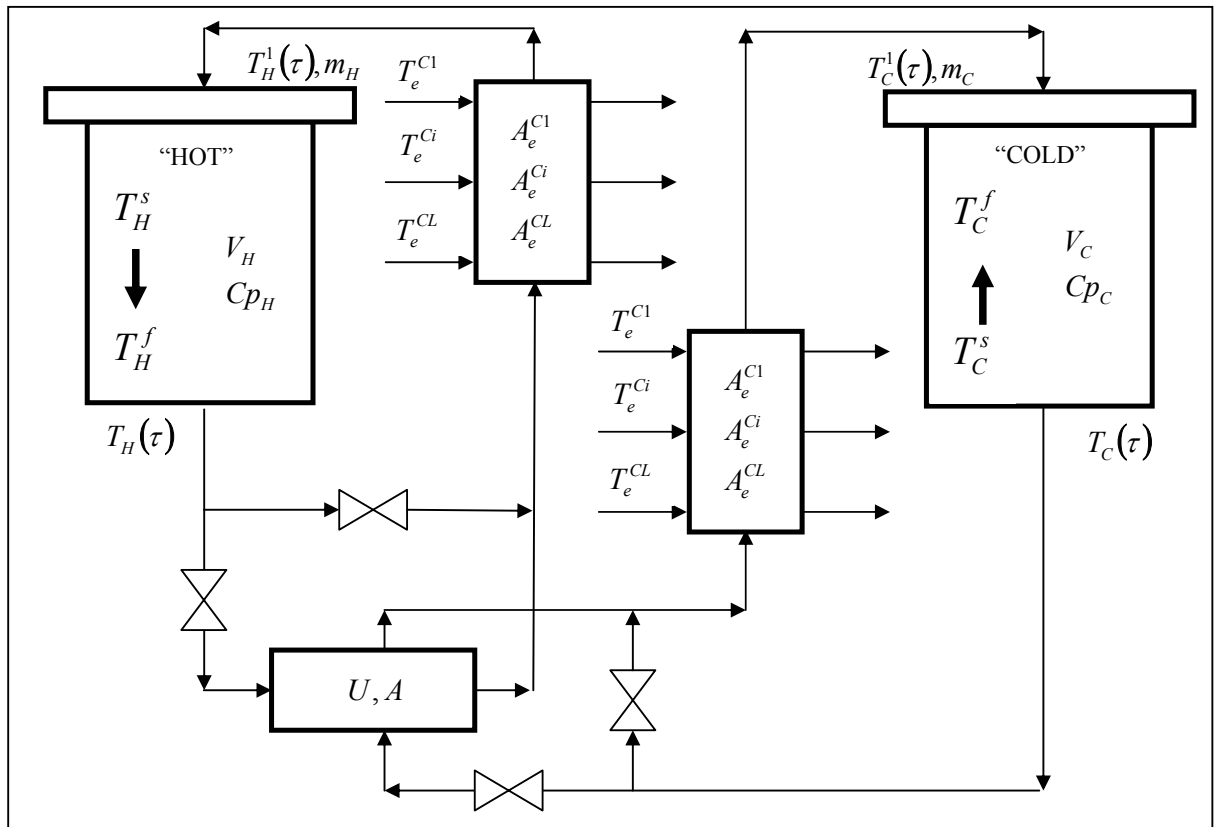 T_H^1(τ), m_H
"HOT"
T_H^s
V_H
Cp_H
T_H^f
T_H(τ)
T_e^{C1}
T_e^{Ci}
T_e^{CL}
A_e^{C1}
A_e^{Ci}
A_e^{CL}
T_e^{C1}
T_e^{Ci}
T_e^{CL}
A_e^{C1}
A_e^{Ci}
A_e^{CL}
T_C^1(τ), m_C
"COLD"
T_C^f
V_C
Cp_C
T_C^s
T_C(τ)
U, A